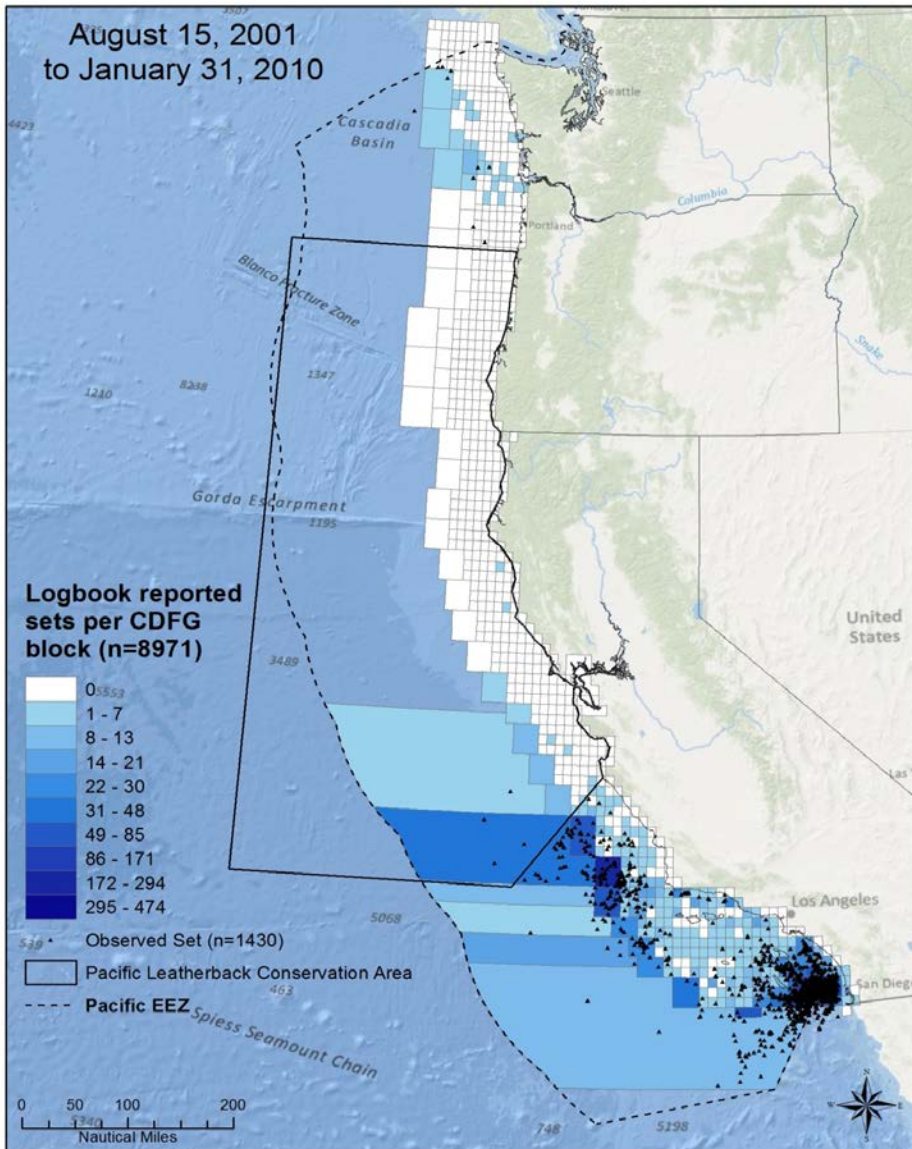 August 15, 2001
to January 31, 2010
4423
Cascadia
Basin
Seattle
Columbia
Portland
Blanco Fracture Zone
Snake
1347
8238
1210
Gorda Escarpment
1195
Logbook reported
sets per CDFG
block (n=8971)
United
States
3489
0
1 - 7
8 - 13
14 - 21
22 - 30
31 - 48
49 - 85
86 - 171
172 - 294
295 - 474
Las
5068
Los Angeles
539
Observed Set (n=1430)
Pacific Leatherback Conservation Area
San Diego
463
Pacific EEZ
Spiess Seamount Chain
N
W
E
S
0 50 100 200
Nautical Miles
5340
748
5198